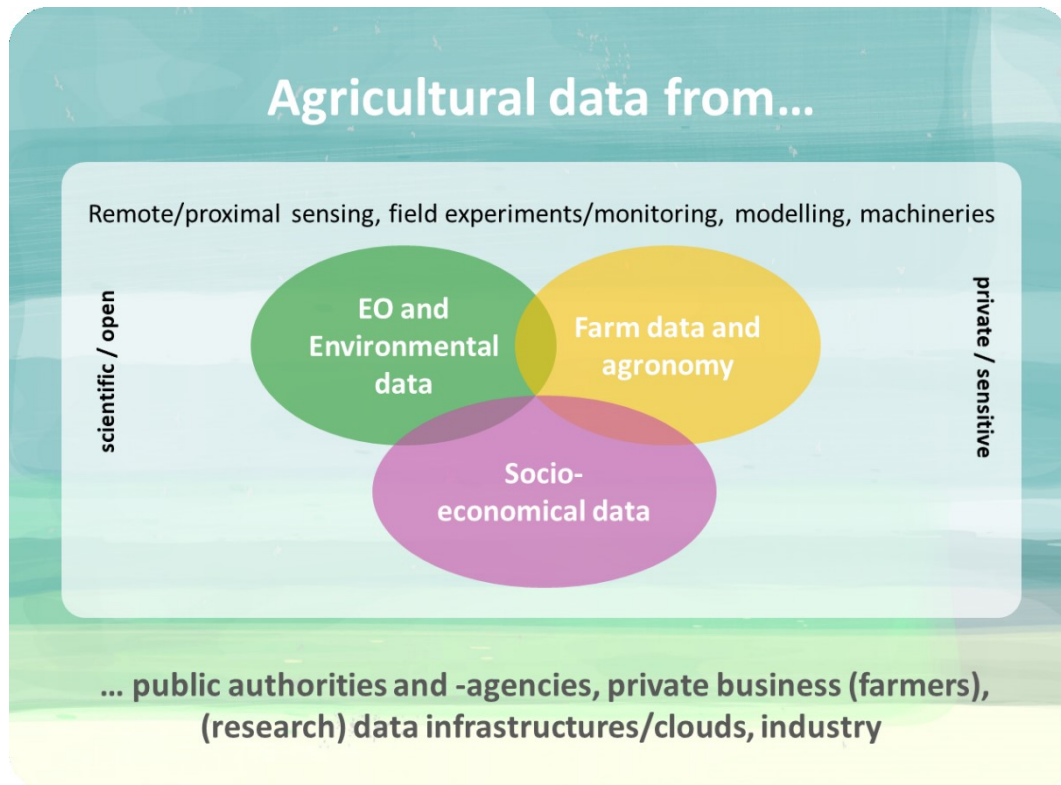 Agricultural data from…
Remote/proximal sensing, field experiments/monitoring, modelling, machineries
scientific / open
EO and
Environmental
data
Farm data and
agronomy
private / sensitive
Socio-
economical data
… public authorities and -agencies, private business (farmers),
(research) data infrastructures/clouds, industry